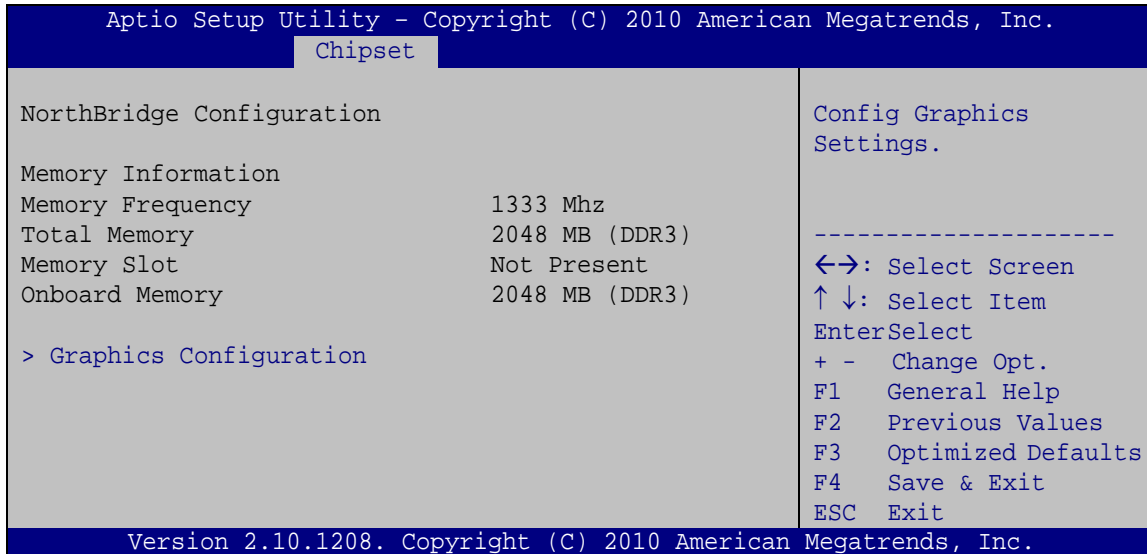 Aptio Setup Utility – Copyright (C) 2010 American Megatrends, Inc.
Chipset
NorthBridge Configuration
Memory Information
Memory Frequency 1333 Mhz
Total Memory 2048 MB (DDR3)
Memory Slot Not Present
Onboard Memory 2048 MB (DDR3)
> Graphics Configuration
Config Graphics
Settings.
---------------------
←→: Select Screen
↑ ↓: Select Item
EnterSelect
+ - Change Opt.
F1 General Help
F2 Previous Values
F3 Optimized Defaults
F4 Save & Exit
ESC Exit
Version 2.10.1208. Copyright (C) 2010 American Megatrends, Inc.